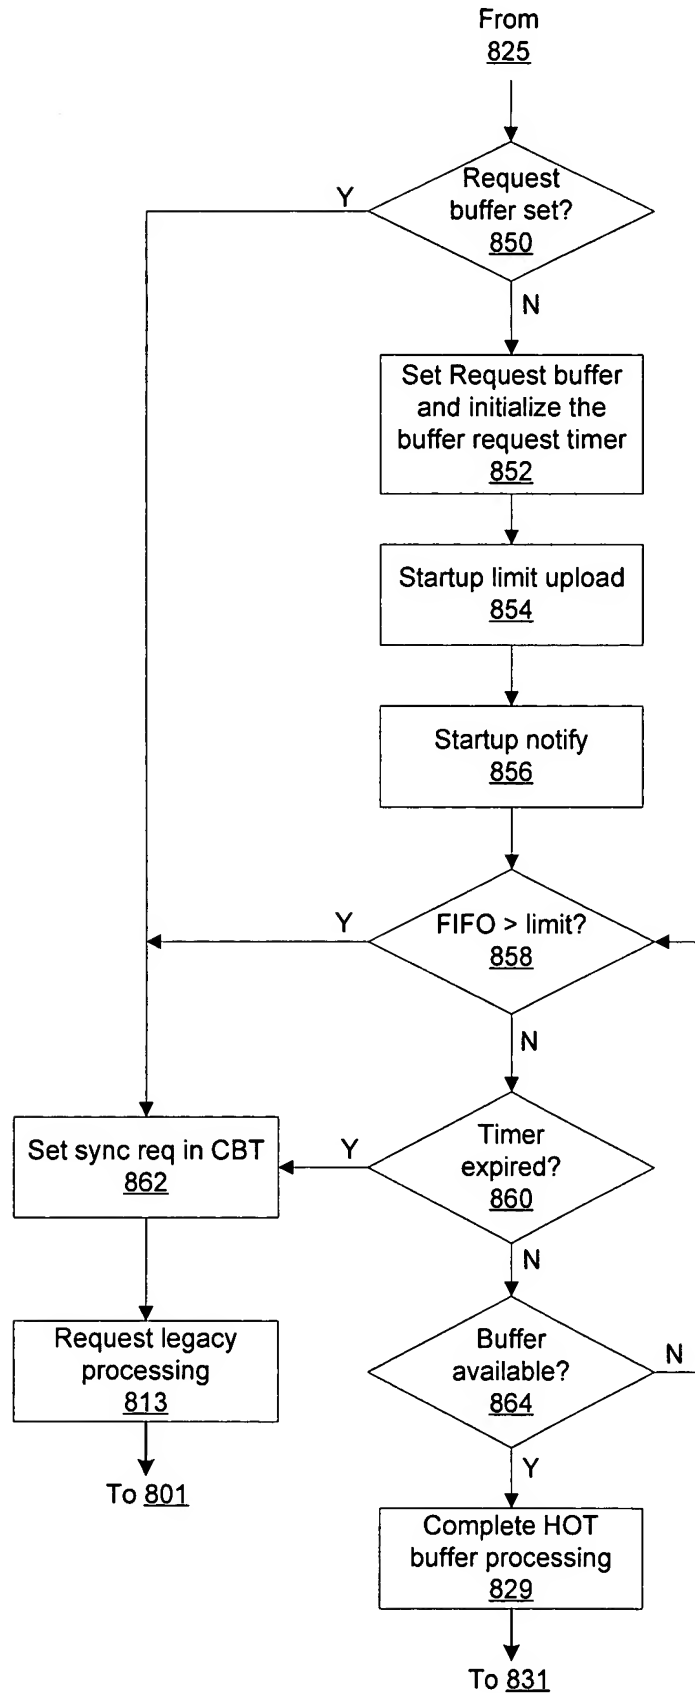 From
825
Request
buffer set?
850
Y
N
Set Request buffer
and initialize the
buffer request timer
852
Startup limit upload
854
Startup notify
856
FIFO > limit?
858
Y
N
Timer
expired?
860
Y
N
Set sync req in CBT
862
Request legacy
processing
813
To 801
Buffer
available?
864
N
Y
Complete HOT
buffer processing
829
To 831